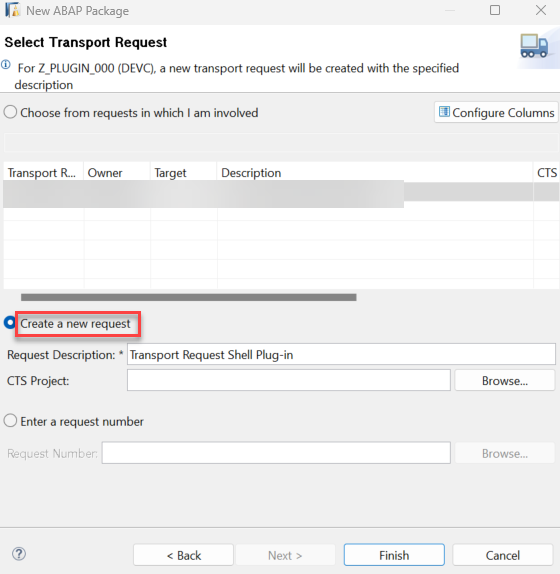 New ABAP Package
Select Transport Request
For Z_PLUGIN_000 (DEVC), a new transport request will be created with the specified
description
Choose from requests in which I am involved
Configure Columns
Transport R... Owner Target Description CTS
Create a new request
Request Description: * Transport Request Shell Plug-in
CTS Project: Browse...
Enter a request number
Request Number: Browse...
< Back Next > Finish Cancel